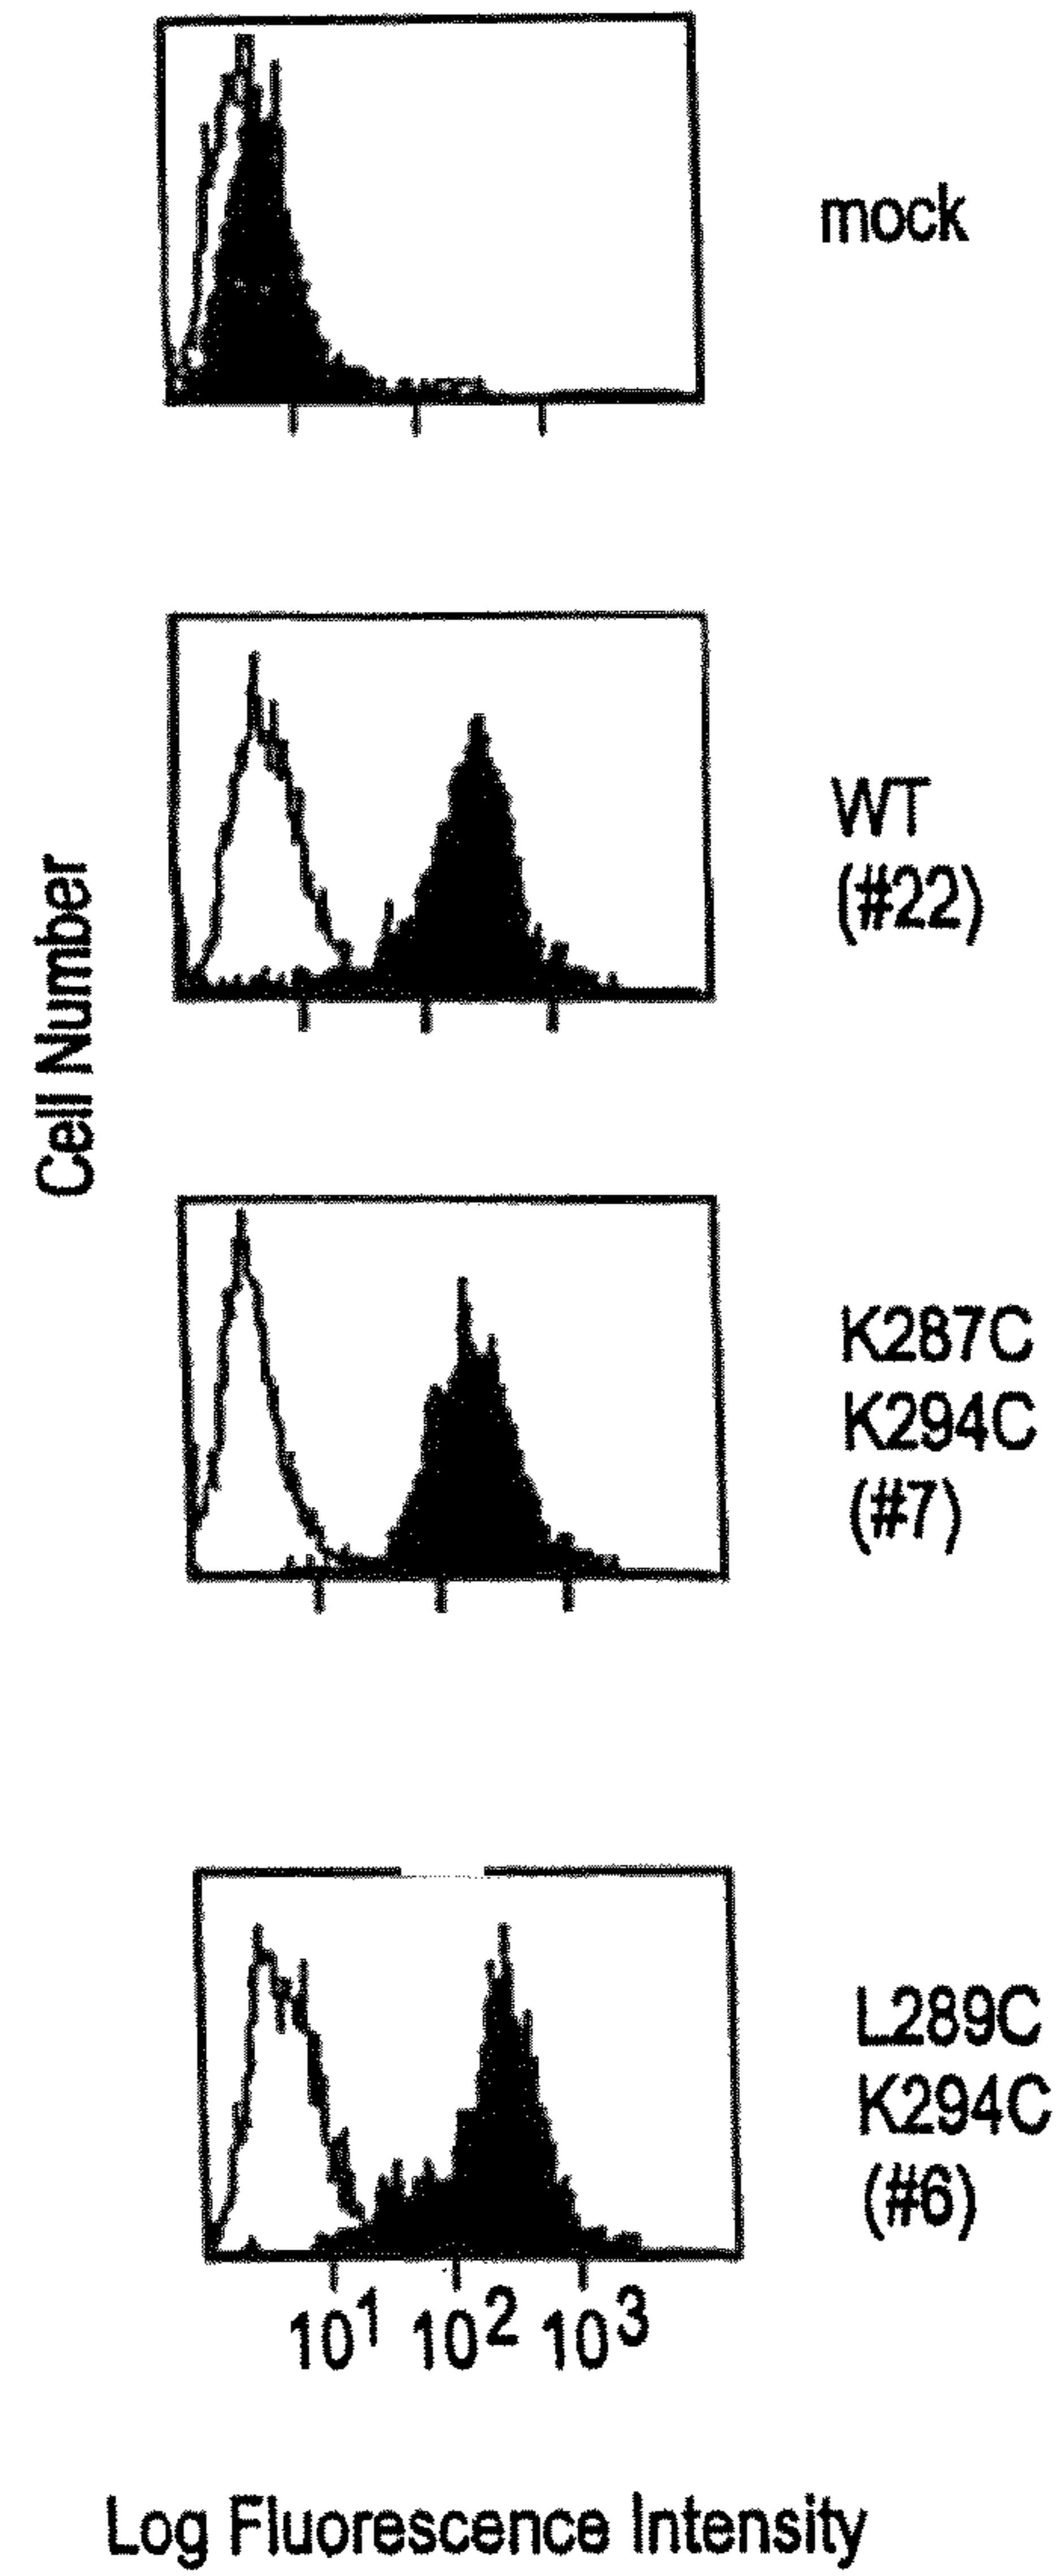 mock
WT
(#22)
Cell Number
K287C
K294C
(#7)
L289C
K294C
(#6)
10¹ 10² 10³
Log Fluorescence Intensity